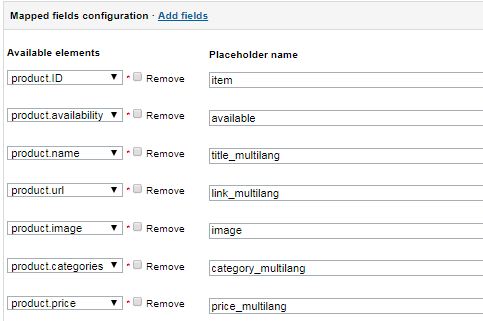 Mapped fields configuration · Add fields
Available elements Placeholder name
product.ID * Remove item
product.availability * Remove available
product.name * Remove title_multilang
product.url * Remove link_multilang
product.image * Remove image
product.categories * Remove category_multilang
product.price * Remove price_multilang